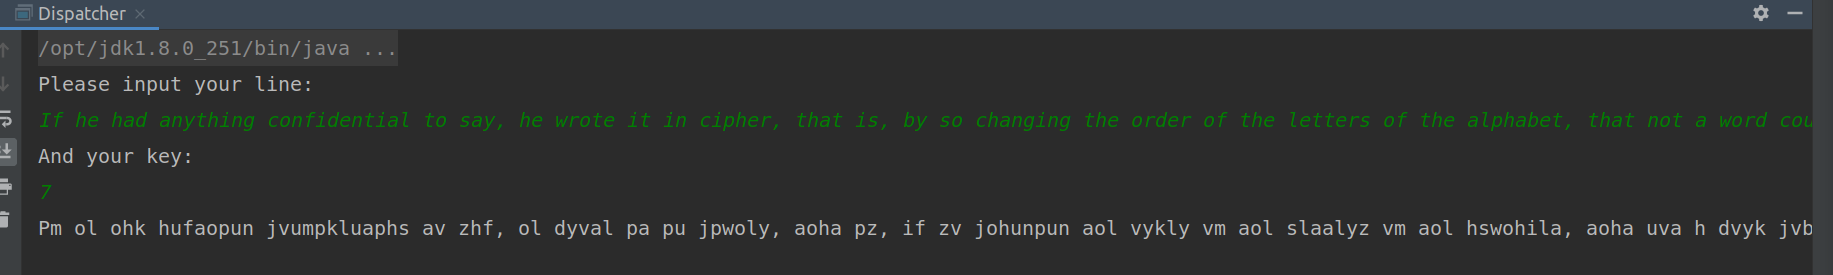 Dispatcher
/opt/jdk1.8.0_251/bin/java ...
Please input your line:
If he had anything confidential to say, he wrote it in cipher, that is, by so changing the order of the letters of the alphabet, that not a word cou
And your key:
7
Pm ol ohk hufaopun jvumpkluaphs av zhf, ol dyval pa pu jpwoly, aoha pz, if zv johunpun aol vykly vm aol slaalyz vm aol hswohila, aoha uva h dvyk jvb